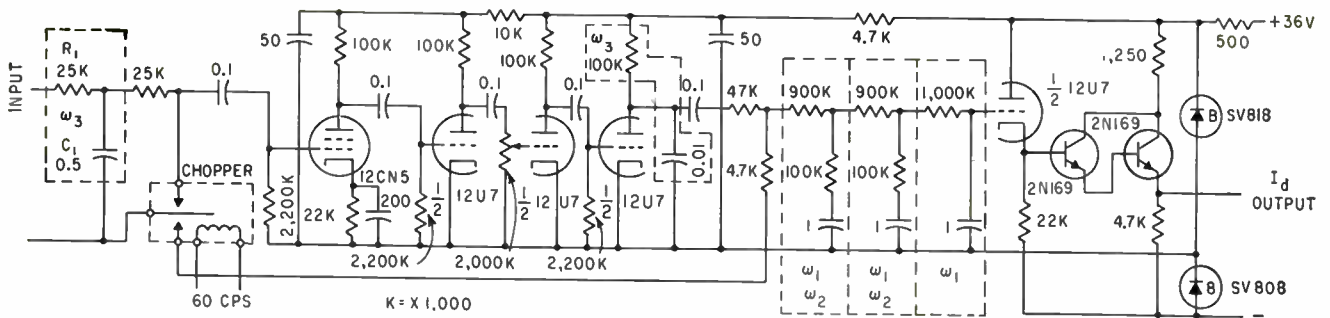 INPUT
R1
25K
ω3
C1
0.5
25K
0.1
CHOPPER
60 CPS
2,200K
50
100K
12CN5
22K
200
0.1
1/2
2,200K
100K
12U7
0.1
10K
2,000K
1/2
100K
12U7
0.1
2,200K
1/2
ω3
100K
12U7
0.01
0.1
50
K = X 1,000
47K
4.7K
4.7K
900K
100K
1
ω1
ω2
900K
100K
1
ω1
ω2
1,000K
1
ω1
1/2 12U7
22K
2N169
2N169
1,250
4.7K
500
+36V
B
SV818
Id
OUTPUT
8
SV808
−